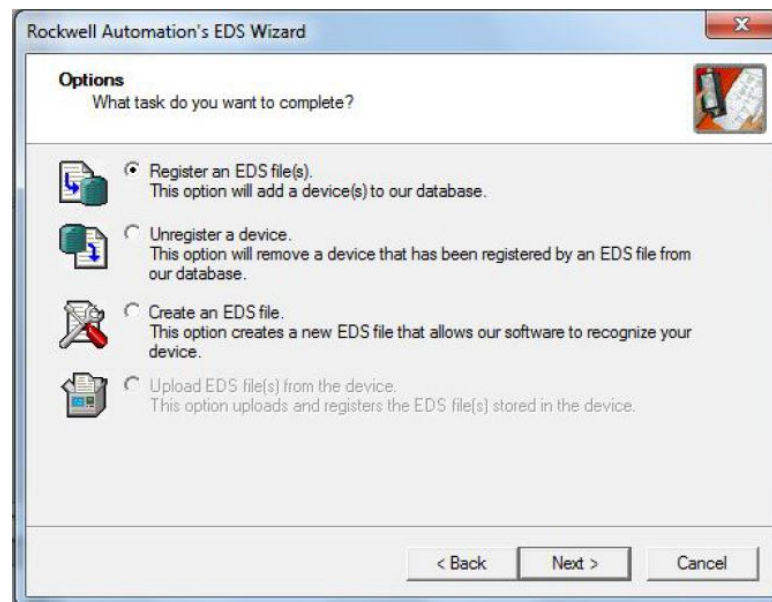 Rockwell Automation's EDS Wizard
Options
What task do you want to complete?
Register an EDS file(s).
This option will add a device(s) to our database.
Unregister a device.
This option will remove a device that has been registered by an EDS file from
our database.
Create an EDS file.
This option creates a new EDS file that allows our software to recognize your
device.
Upload EDS file(s) from the device.
This option uploads and registers the EDS file(s) stored in the device.
< Back
Next >
Cancel